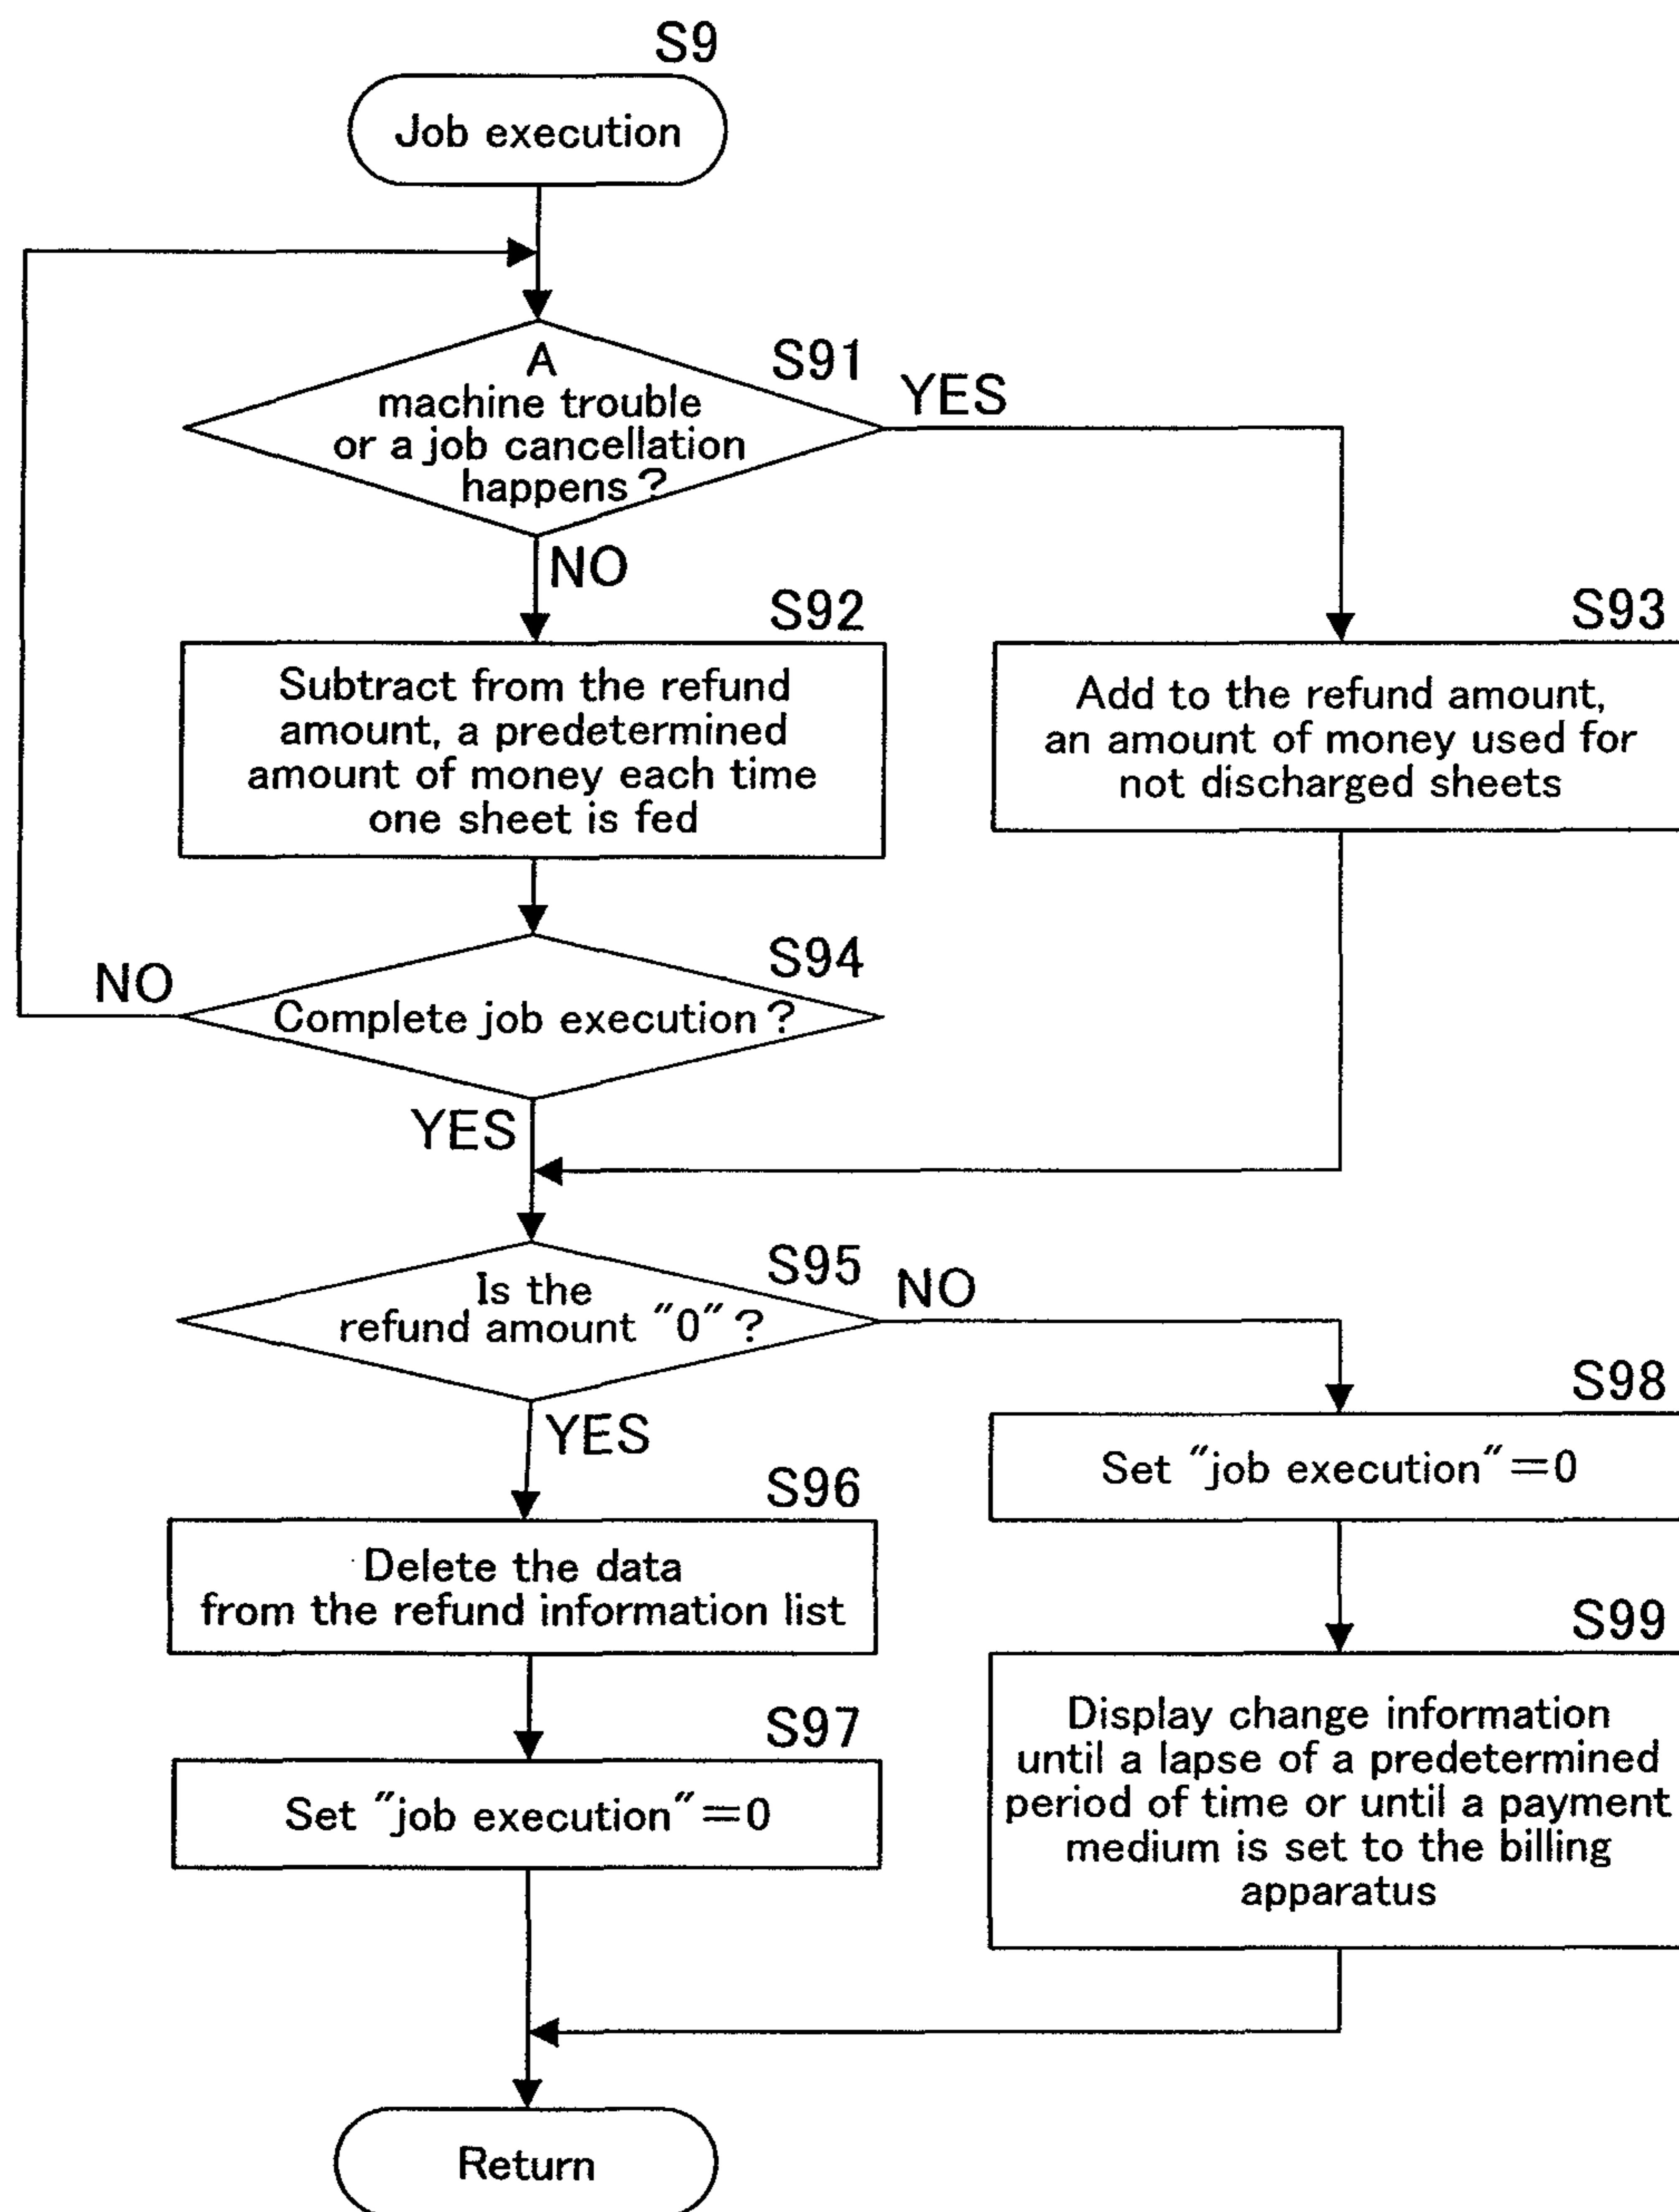 S9
Job execution
A
machine trouble
or a job cancellation
happens?
S91
YES
NO
S92
Subtract from the refund
amount, a predetermined
amount of money each time
one sheet is fed
S93
Add to the refund amount,
an amount of money used for
not discharged sheets
S94
NO
Complete job execution?
YES
S95
Is the
refund amount "0"?
NO
YES
S98
Set "job execution"=0
S96
Delete the data
from the refund information list
S99
Display change information
until a lapse of a predetermined
period of time or until a payment
medium is set to the billing
apparatus
S97
Set "job execution"=0
Return